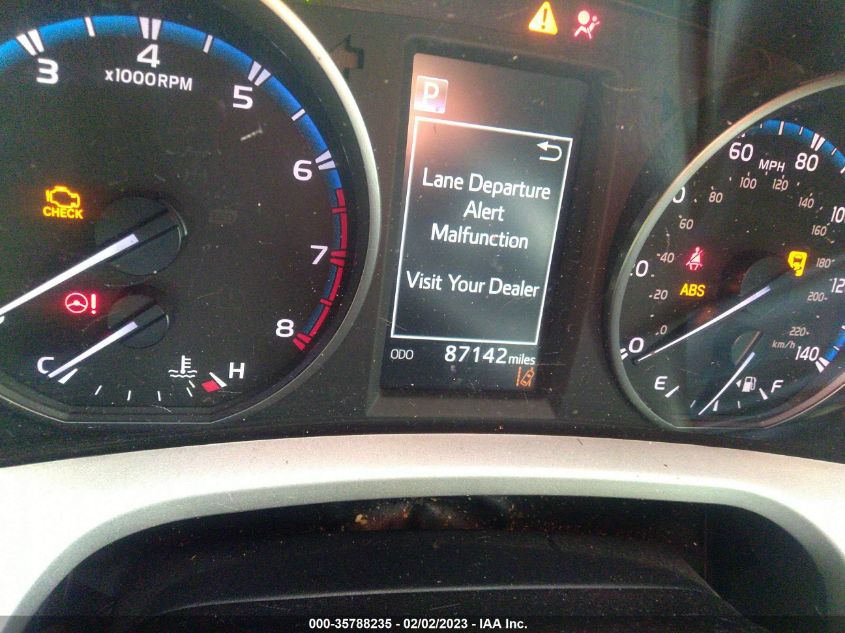 3
4
5
6
7
8
x1000RPM
CHECK
!
C
H
P
Lane Departure
Alert
Malfunction
Visit Your Dealer
ODO 87142 miles
60 MPH 80
100 120
80 140
60 160
40 180
20 200
0 220
km/h
ABS
0
140
E
F
000-35788235 - 02/02/2023 - IAA Inc.